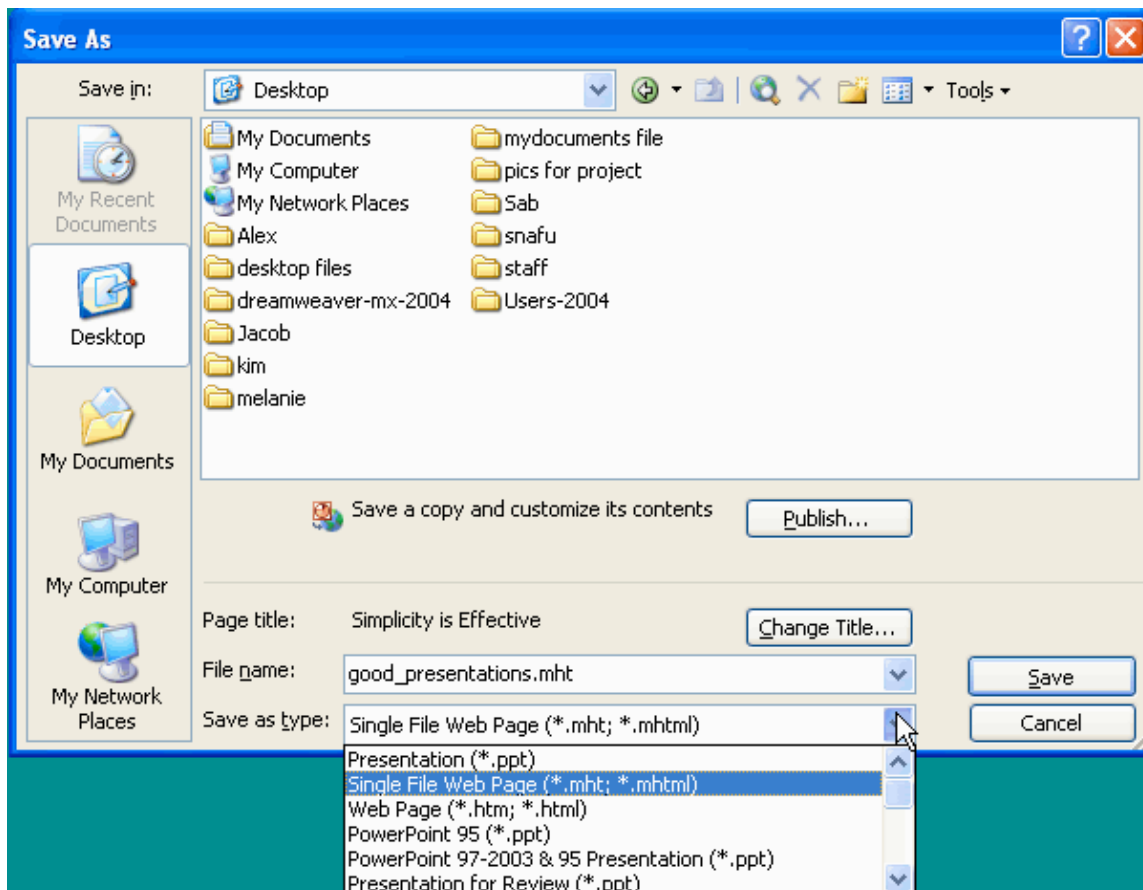 Save As
Save in:
Desktop
Tools
My Recent
Documents
Desktop
My Documents
My Computer
My Network
Places
My Documents
My Computer
My Network Places
Alex
desktop files
dreamweaver-mx-2004
Jacob
kim
melanie
mydocuments file
pics for project
Sab
snafu
staff
Users-2004
Save a copy and customize its contents
Publish...
Page title:
Simplicity is Effective
Change Title...
File name:
good_presentations.mht
Save
Save as type:
Single File Web Page (*.mht; *.mhtml)
Cancel
Presentation (*.ppt)
Single File Web Page (*.mht; *.mhtml)
Web Page (*.htm; *.html)
PowerPoint 95 (*.ppt)
PowerPoint 97-2003 & 95 Presentation (*.ppt)
Presentation for Review (*.ppt)